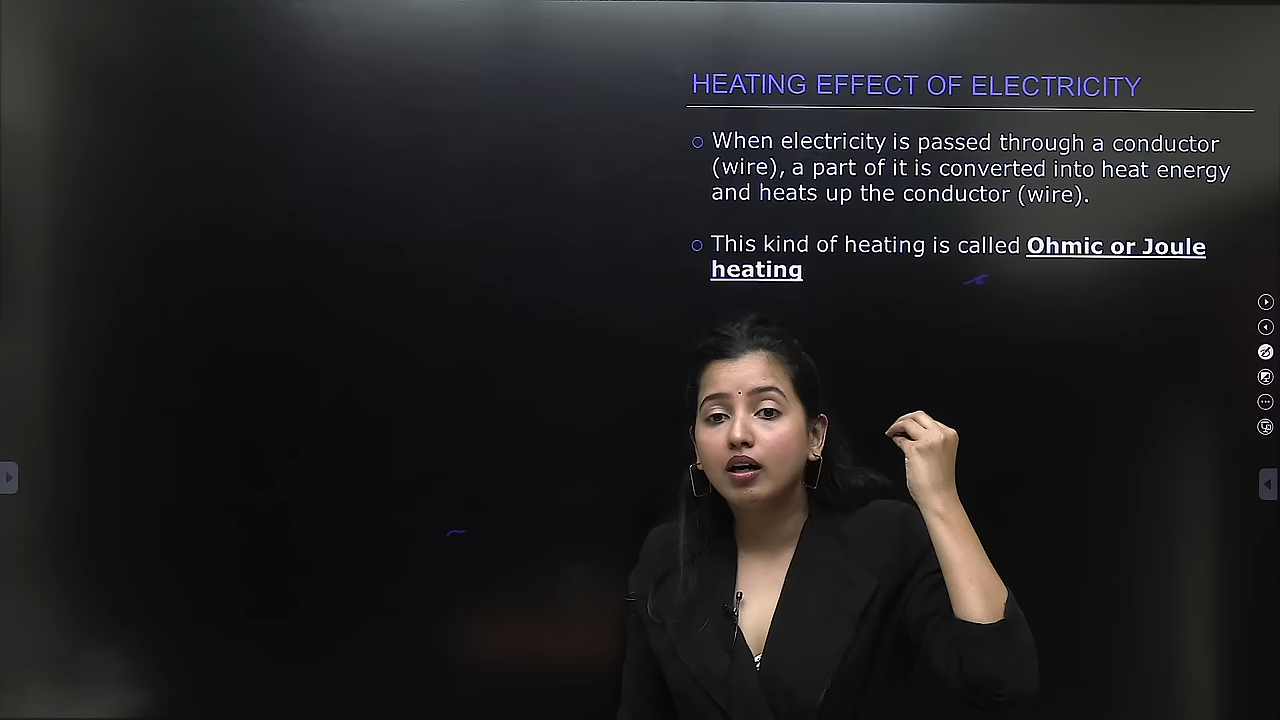 HEATING EFFECT OF ELECTRICITY
When electricity is passed through a conductor
(wire), a part of it is converted into heat energy
and heats up the conductor (wire).
This kind of heating is called Ohmic or Joule
heating